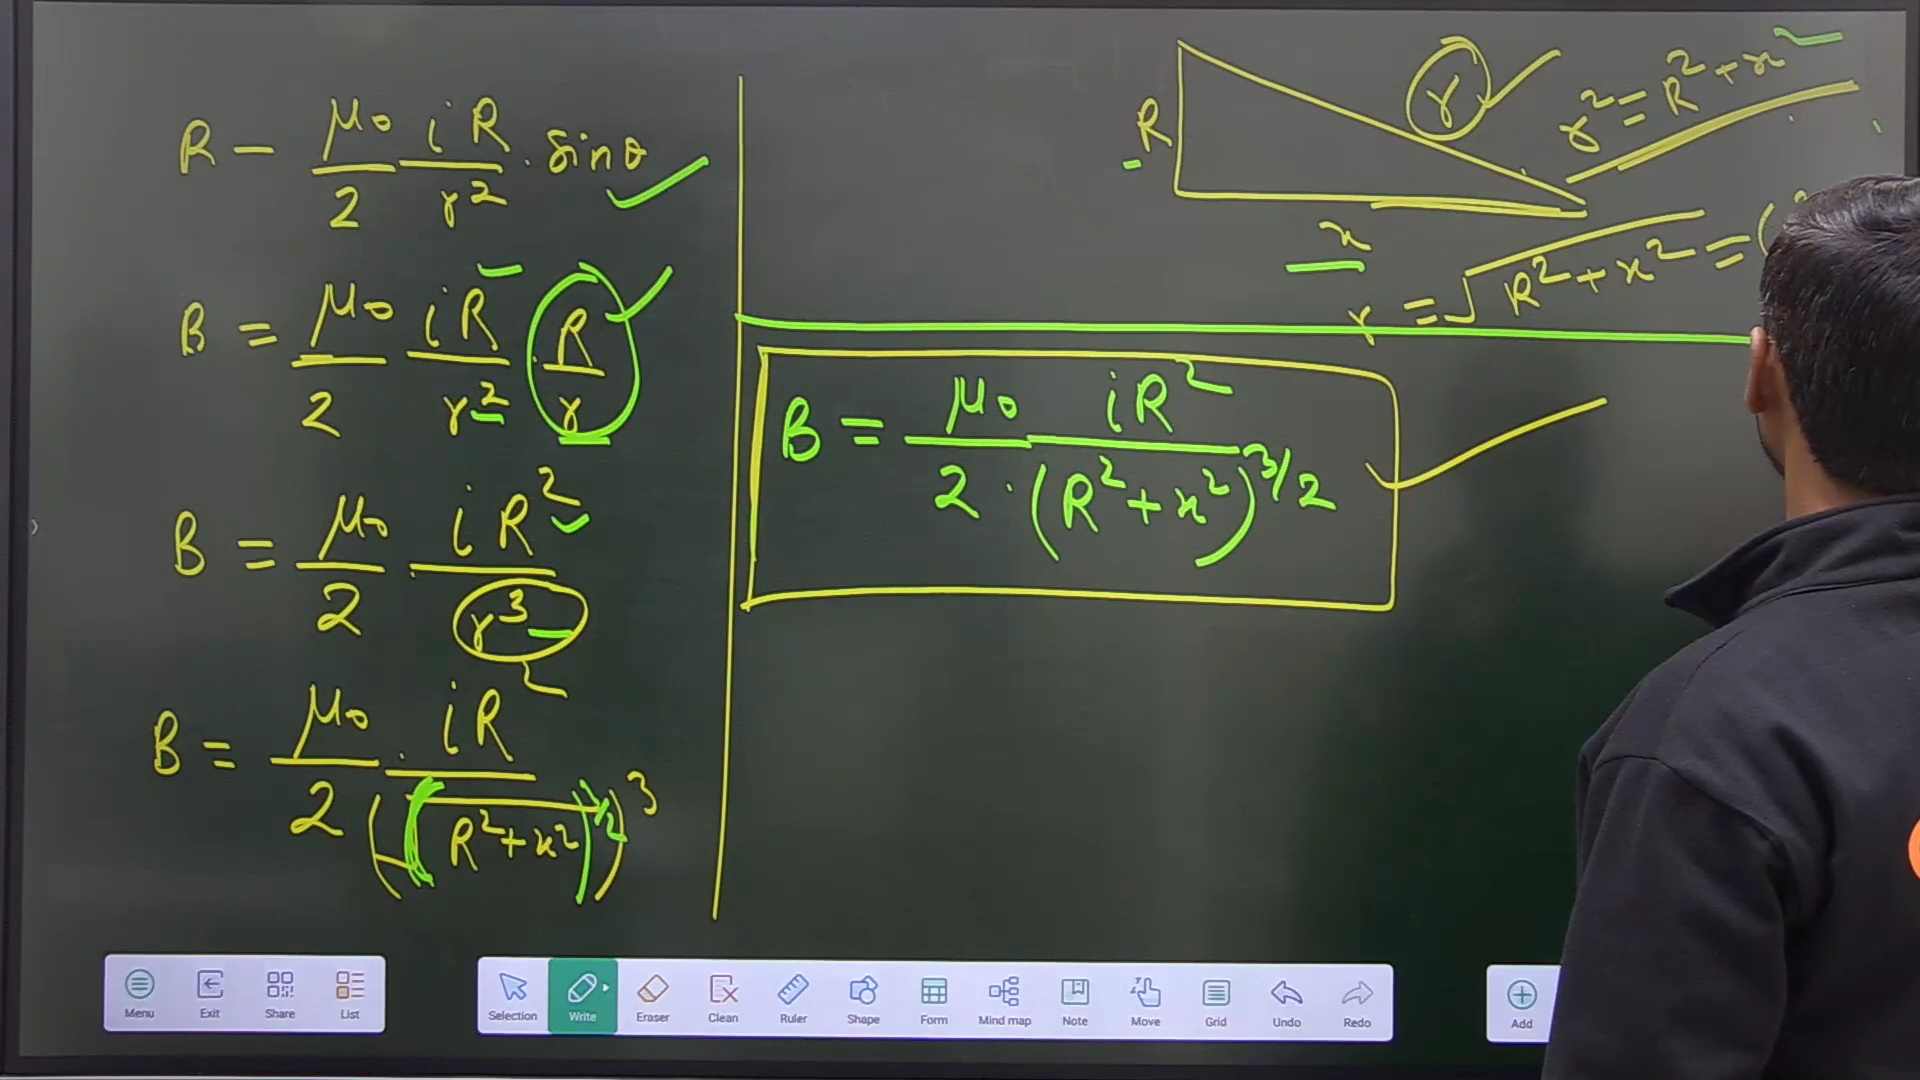 R — μ₀/2 iR/r² · sinθ
B = μ₀/2 iR/r² · R/r
B = μ₀/2 · iR²/r³
B = μ₀/2 · iR²/(√(R²+x²)^1/2)³
R
r
r² = R²+x²
x
r = √R²+x² = (
B = μ₀/2 · iR²/(R²+x²)^3/2
Menu
Exit
Share
List
Selection
Write
Eraser
Clean
Ruler
Shape
Form
Mind map
Note
Move
Grid
Undo
Redo
Add